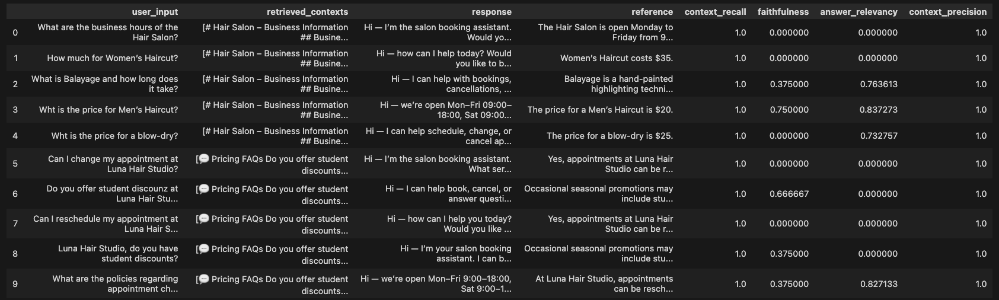 user_input retrieved_contexts response reference context_recall faithfulness answer_relevancy context_precision
0 What are the business hours of the Hair Salon? [# Hair Salon – Business Information ## Busine... Hi — I’m the salon booking assistant. Would yo... The Hair Salon is open Monday to Friday from 9... 1.0 0.000000 0.000000 1.0
1 How much for Women’s Haircut? [# Hair Salon – Business Information ## Busine... Hi — how can I help today? Would you like to b... Women’s Haircut costs $35. 1.0 0.000000 0.000000 1.0
2 What is Balayage and how long does it take? [# Hair Salon – Business Information ## Busine... Hi — I can help with bookings, cancellations, ... Balayage is a hand-painted highlighting techni... 1.0 0.375000 0.763613 1.0
3 Wht is the price for Men’s Haircut? [# Hair Salon – Business Information ## Busine... Hi — we’re open Mon–Fri 09:00–18:00, Sat 09:00... The price for a Men’s Haircut is $20. 1.0 0.750000 0.837273 1.0
4 Wht is the price for a blow-dry? [# Hair Salon – Business Information ## Busine... Hi — I can help schedule, change, or cancel ap... The price for a blow-dry is $25. 1.0 0.000000 0.732757 1.0
5 Can I change my appointment at Luna Hair Studio? [💬 Pricing FAQs Do you offer student discounts... Hi — I’m the salon booking assistant. What ser... Yes, appointments at Luna Hair Studio can be r... 1.0 0.000000 0.000000 1.0
6 Do you offer student discounz at Luna Hair Stu... [💬 Pricing FAQs Do you offer student discounts... Hi — I can help book, cancel, or answer questi... Occasional seasonal promotions may include stu... 1.0 0.666667 0.000000 1.0
7 Can I reschedule my appointment at Luna Hair S... [💬 Pricing FAQs Do you offer student discounts... Hi — how can I help you today? Would you like ... Yes, appointments at Luna Hair Studio can be r... 1.0 0.000000 0.000000 1.0
8 Luna Hair Studio, do you have student discounts? [💬 Pricing FAQs Do you offer student discounts... Hi — I’m your salon booking assistant. I can b... Occasional seasonal promotions may include stu... 1.0 0.375000 0.000000 1.0
9 What are the policies regarding appointment ch... [💬 Pricing FAQs Do you offer student discounts... Hi — we’re open Mon–Fri 9:00–18:00, Sat 9:00–1... At Luna Hair Studio, appointments can be resch... 1.0 0.375000 0.827133 1.0